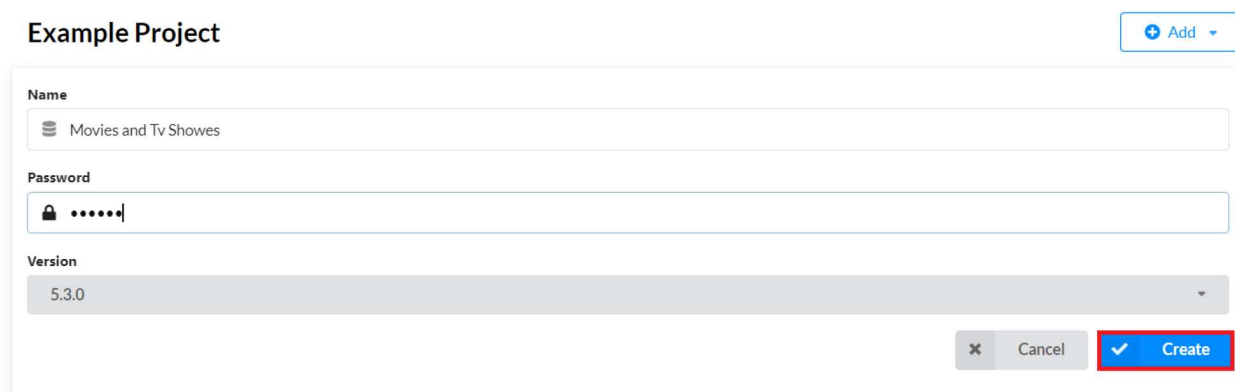 Example Project
Add
Name
Movies and Tv Showes
Password
••••••
Version
5.3.0
Cancel
Create